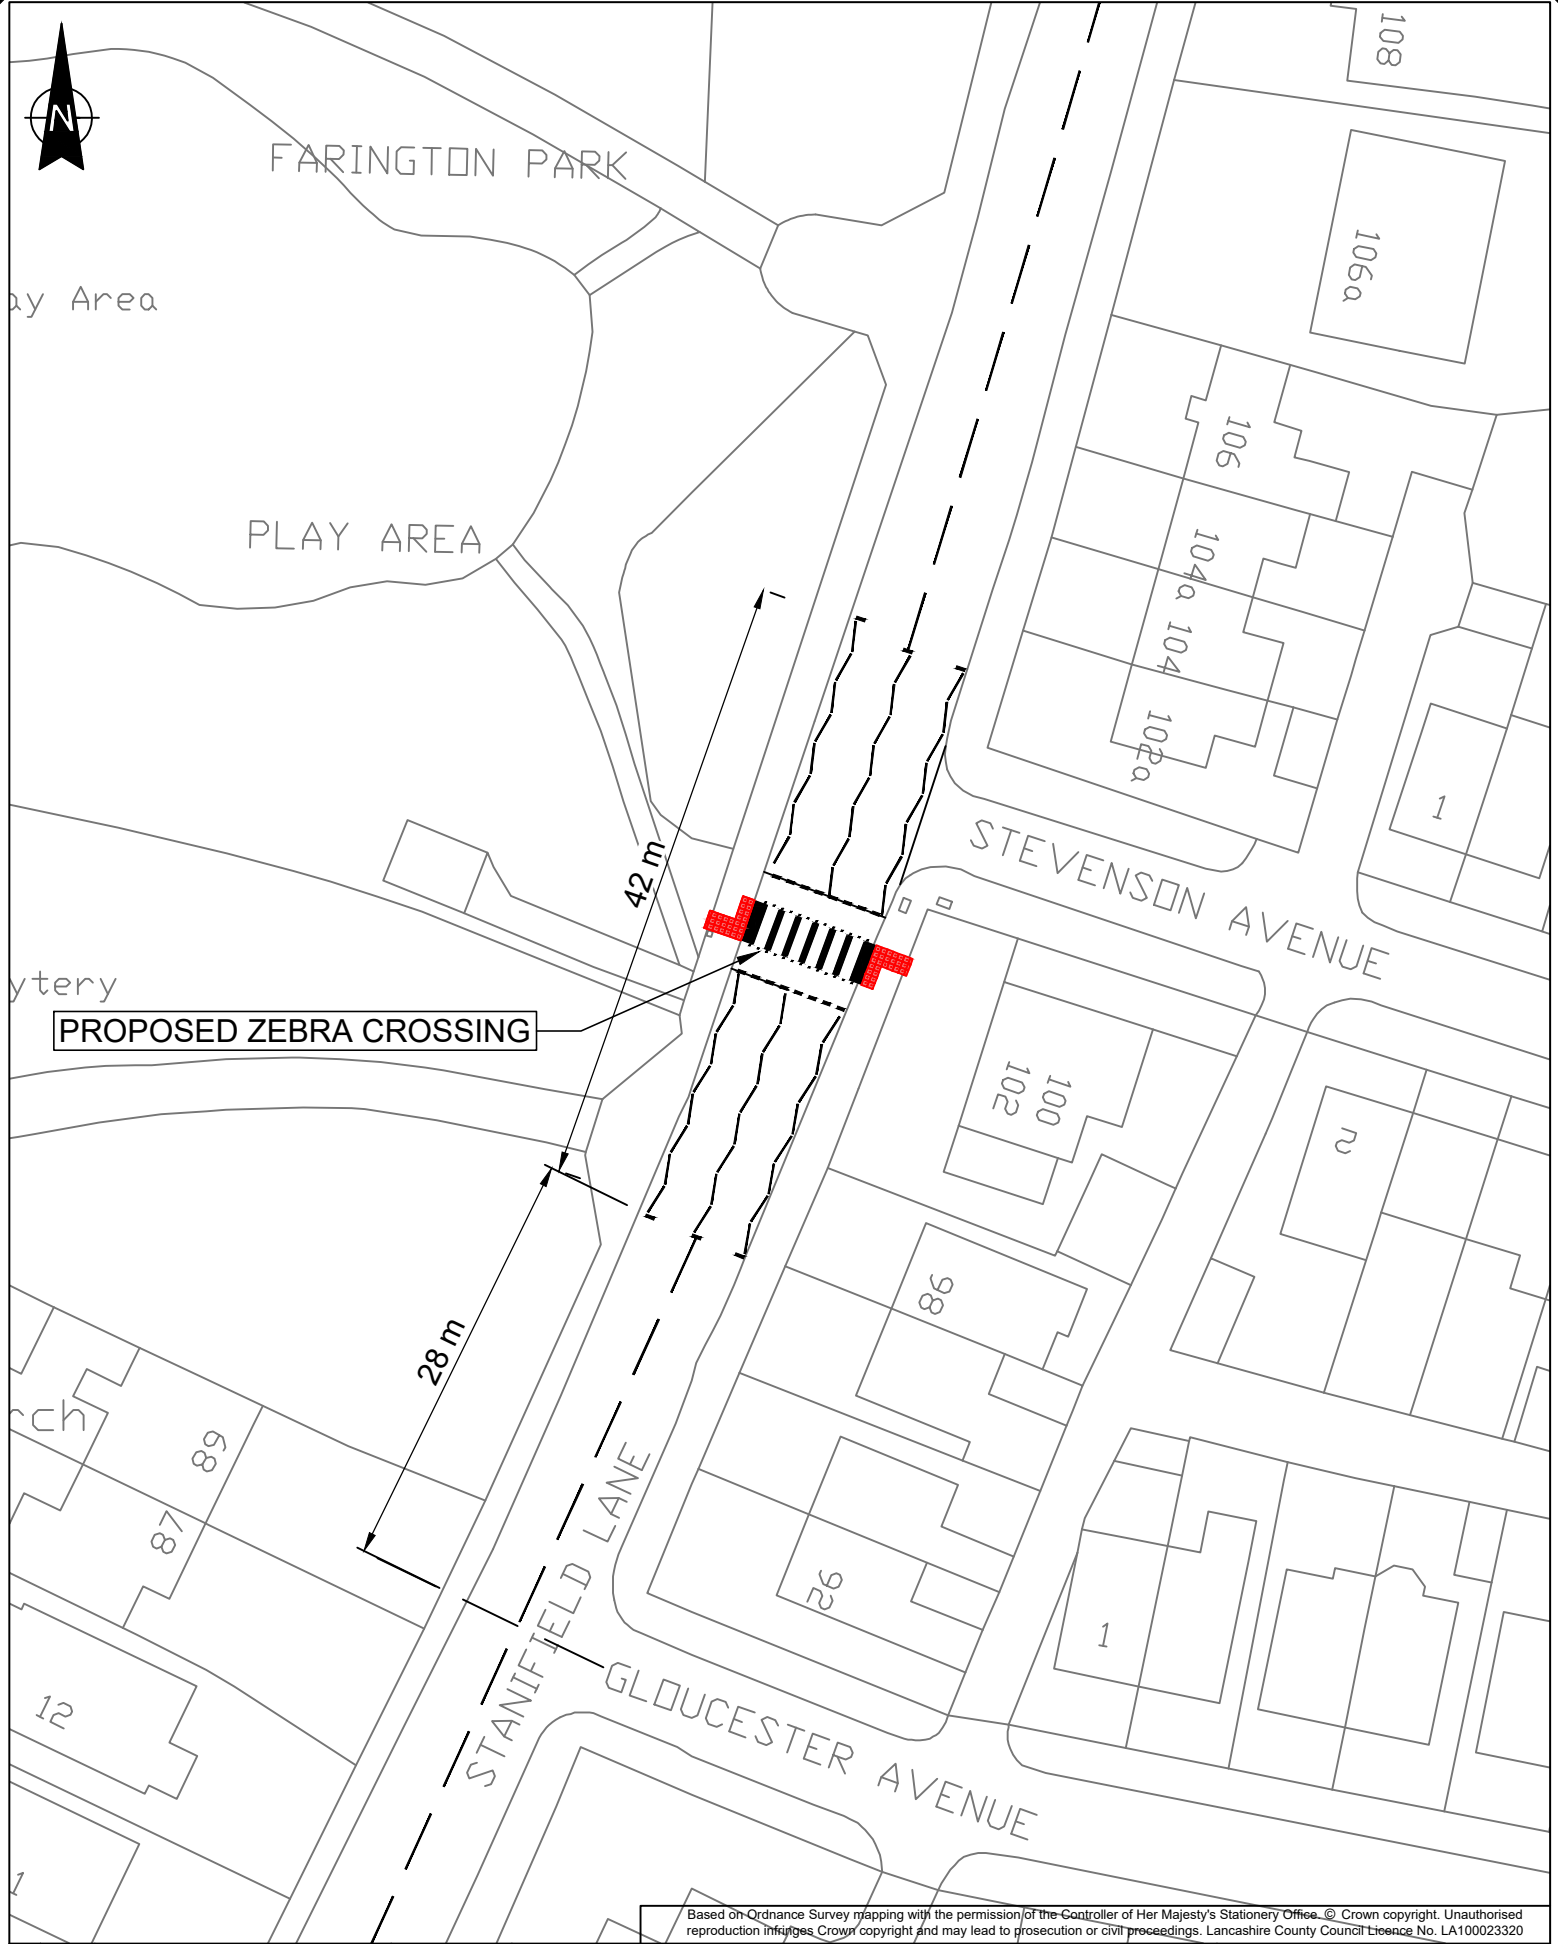 108
N
FARINGTON PARK
106a
ay Area
106
PLAY AREA
104a
104
102a
1
STEVENSON AVENUE
42 m
ytery
PROPOSED ZEBRA CROSSING
102
100
2
98
28 m
rch
89
87
STANIFIELD LANE
92
1
GLOUCESTER AVENUE
12
1
Based on Ordnance Survey mapping with the permission of the Controller of Her Majesty's Stationery Office. © Crown copyright. Unauthorised
reproduction infringes Crown copyright and may lead to prosecution or civil proceedings. Lancashire County Council Licence No. LA100023320